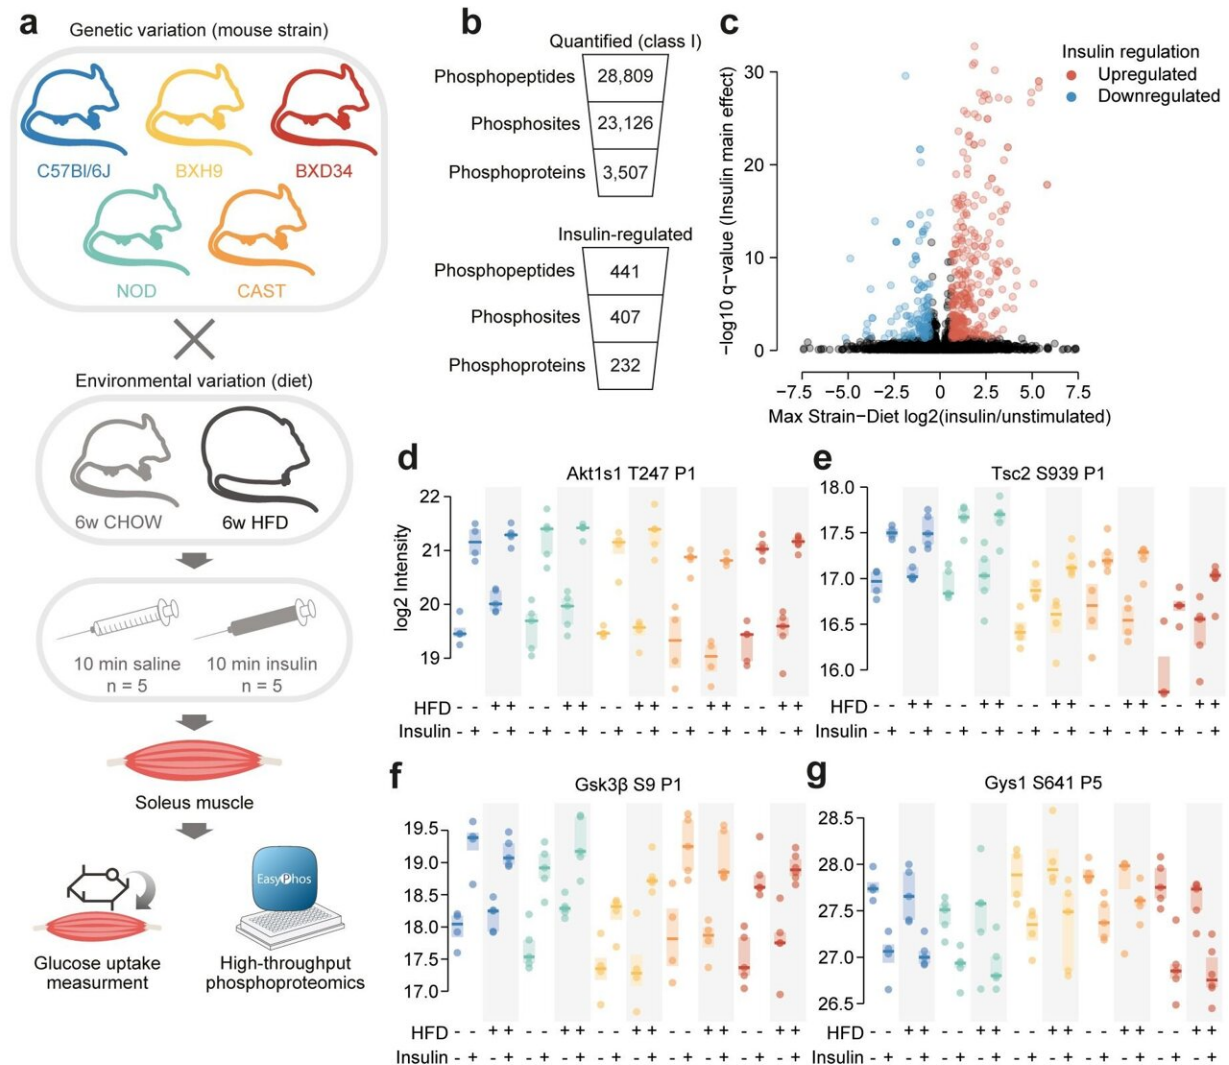 a
Genetic variation (mouse strain)
C57Bl/6J
BXH9
BXD34
NOD
CAST
Environmental variation (diet)
6w CHOW
6w HFD
10 min saline
n = 5
10 min insulin
n = 5
Soleus muscle
Glucose uptake
measurment
EasyPhos
High-throughput
phosphoproteomics
b
Quantified (class I)
Phosphopeptides 28,809
Phosphosites 23,126
Phosphoproteins 3,507
Insulin-regulated
Phosphopeptides 441
Phosphosites 407
Phosphoproteins 232
c
−log10 q−value (Insulin main effect)
30
20
10
0
−7.5 −5.0 −2.5 0 2.5 5.0 7.5
Max Strain−Diet log2(insulin/unstimulated)
Insulin regulation
Upregulated
Downregulated
d
Akt1s1 T247 P1
log2 Intensity
22
21
20
19
HFD - - + + - - + + - - + + - - + + - - + +
Insulin - + - + - + - + - + - + - + - + - + - +
e
Tsc2 S939 P1
18.0
17.5
17.0
16.5
16.0
HFD - - + + - - + + - - + + - - + + - - + +
Insulin - + - + - + - + - + - + - + - + - + - +
f
Gsk3β S9 P1
19.5
19.0
18.5
18.0
17.5
17.0
HFD - - + + - - + + - - + + - - + + - - + +
Insulin - + - + - + - + - + - + - + - + - + - +
g
Gys1 S641 P5
28.5
28.0
27.5
27.0
26.5
HFD - - + + - - + + - - + + - - + + - - + +
Insulin - + - + - + - + - + - + - + - + - + - +